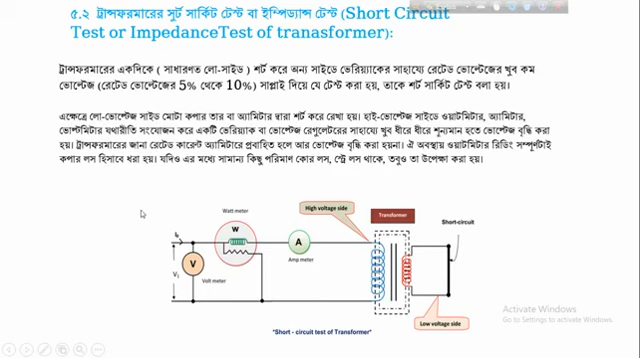 ৫.২ ট্রান্সফরমারের সুর্ট সার্কিট টেস্ট বা ইম্পিড্যান্স টেস্ট (Short Circuit
Test or ImpedanceTest of tranasformer):
ট্রান্সফরমারের একদিকে ( সাধারণত লো-সাইড ) শর্ট করে অন্য সাইডে ভেরিয়্যাকের সাহায্যে রেটেড ভোল্টেজের খুব কম
ভোল্টেজ (রেটেড ভোল্টেজের 5% থেকে 10%) সাপ্লাই দিয়ে যে টেস্ট করা হয়, তাকে শর্ট সার্কিট টেস্ট বলা হয়।
এক্ষেত্রে লো-ভোল্টেজ সাইড মোটা কপার তার বা অ্যামিটার দ্বারা শর্ট করে রেখা হয়। হাই-ভোল্টেজ সাইডে ওয়াটমিটার, অ্যামিটার,
ভোল্টমিটার যথারীতি সংযোজন করে একটি ভেরিয়্যাক বা ভোল্টেজ রেগুলেটরের সাহায্যে খুব ধীরে ধীরে শূন্যমান হতে ভোল্টেজ বৃদ্ধি করা
হয়। ট্রান্সফরমারের জানা রেটেড কারেন্ট অ্যামিটারে প্রবাহিত হলে আর ভোল্টেজ বৃদ্ধি করা হয়না। ঐ অবস্থায় ওয়াটমিটার রিডিং সম্পূর্ণটাই
কপার লস হিসাবে ধরা হয়। যদিও এর মধ্যে সামান্য কিছু পরিমাণ কোর লস, স্ট্রে লস থাকে, তবুও তা উপেক্ষা করা হয়।
High voltage side
Watt meter
Transformer
Short-circuit
W
A
Amp meter
V
Volt meter
V₁
Low voltage side
"Short - circuit test of Transformer"
Activate Windows
Go to Settings to activate Windows.